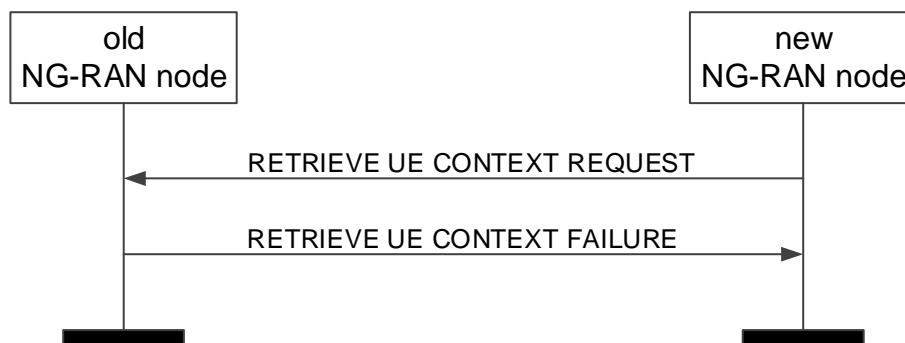 old
NG-RAN node
new
NG-RAN node
RETRIEVE UE CONTEXT REQUEST
RETRIEVE UE CONTEXT FAILURE